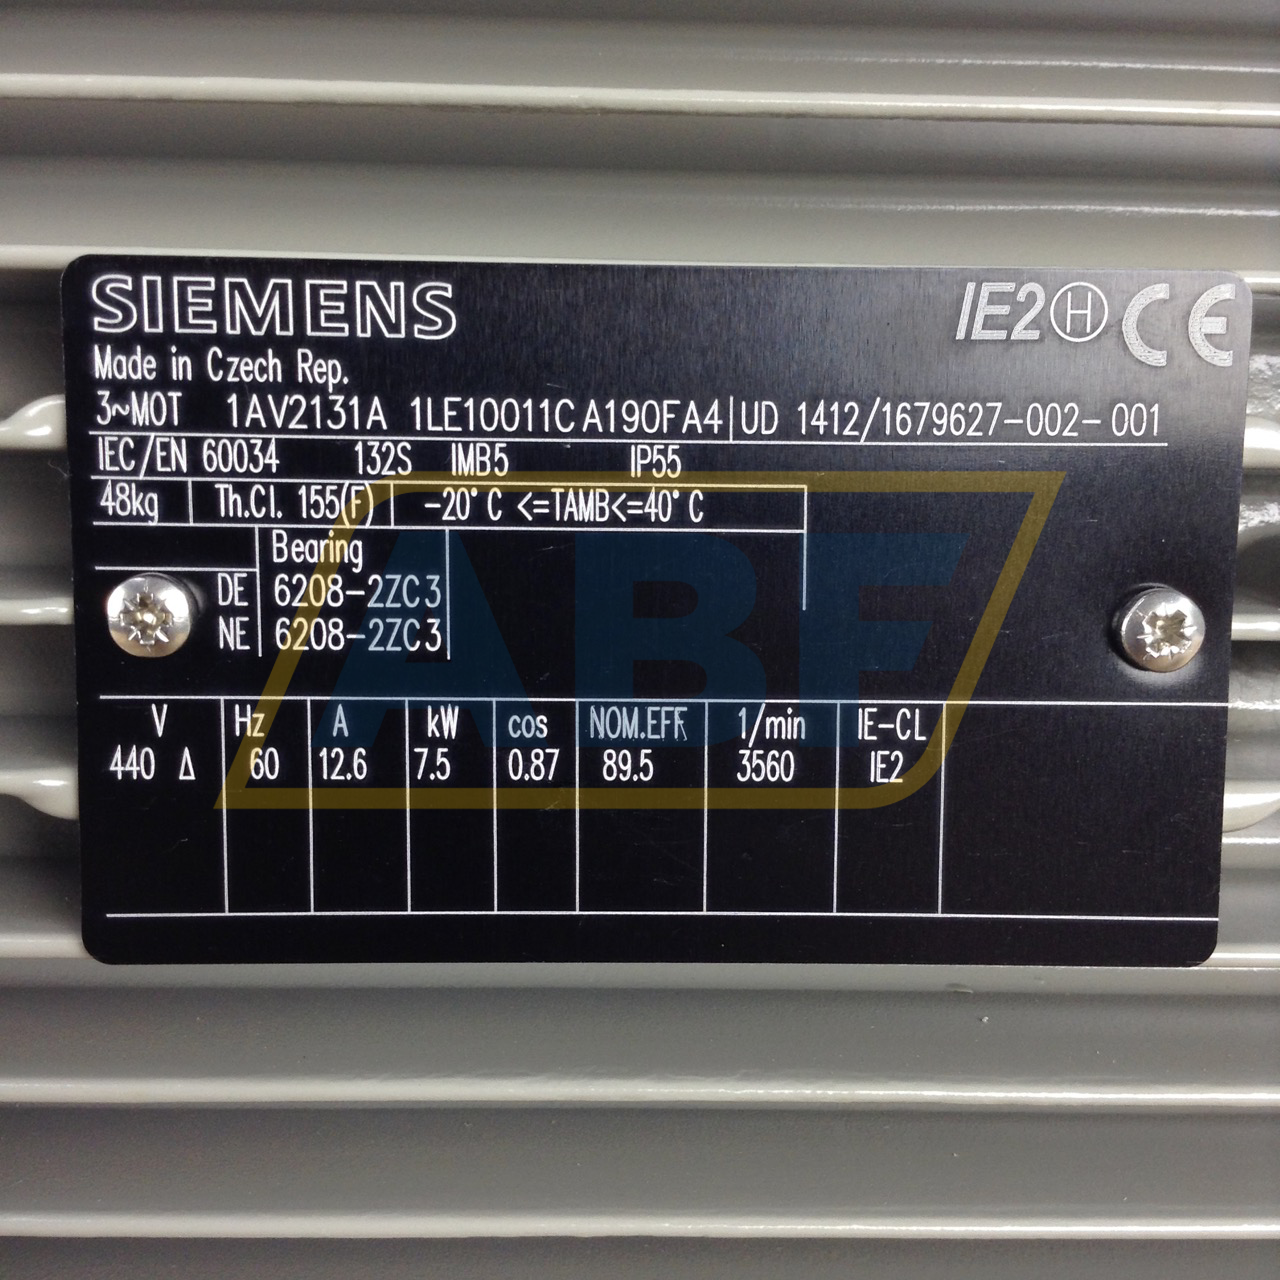 SIEMENS
IE2 H CE
Made in Czech Rep.
3~MOT 1AV2131A 1LE10011CA190FA4 UD 1412/1679627-002-001
IEC/EN 60034 132S IMB5 IP55
48kg Th.Cl. 155(F) -20°C <=TAMB<=40°C
Bearing
DE 6208-2ZC3
NE 6208-2ZC3
V Hz A kW cos NOM.EFF 1/min IE-CL
440 Δ 60 12.6 7.5 0.87 89.5 3560 IE2
ABF